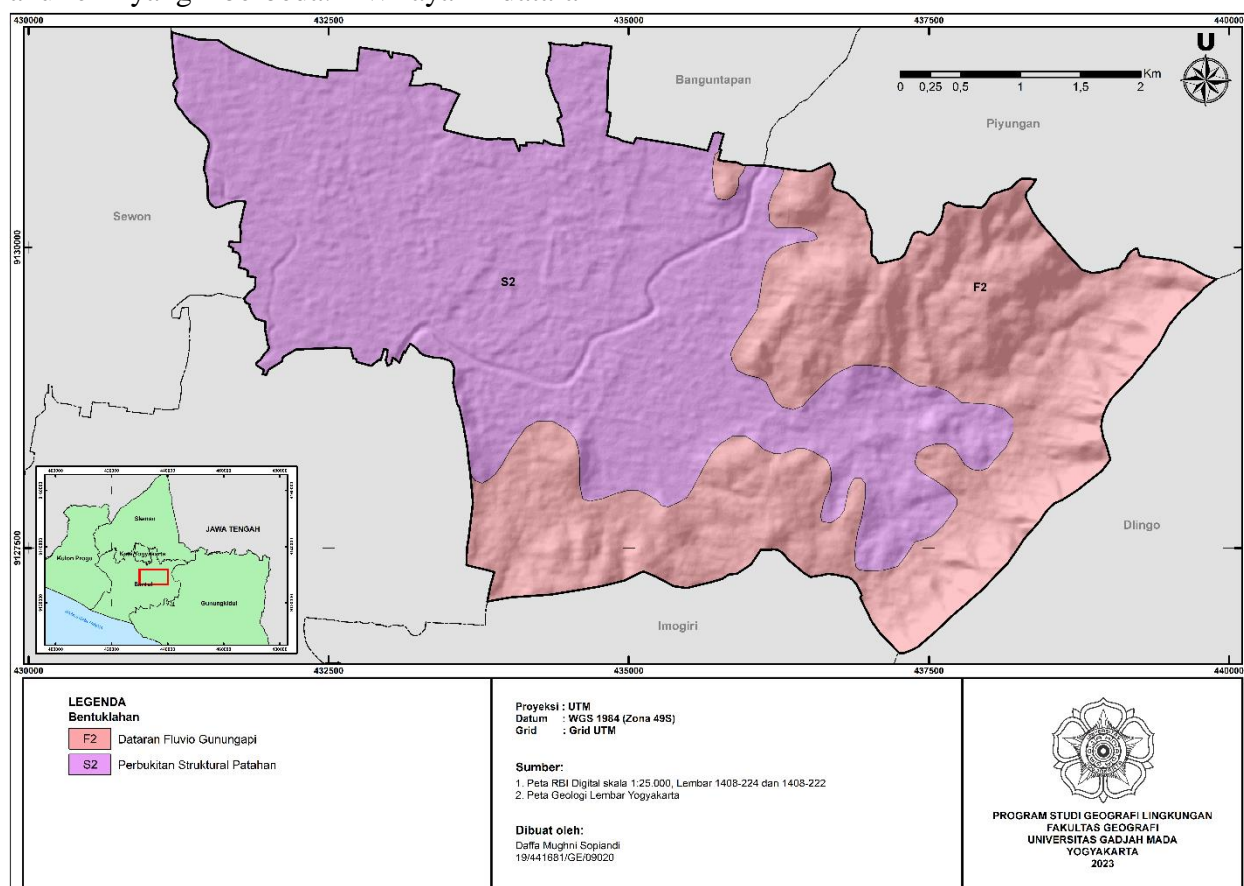 430000 432500 435000 437500 440000
U
Banguntapan
Km
0 0,25 0,5 1 1,5 2
Piyungan
Sewon
9130000
9130000
S2
F2
Dlingo
9127500
9127500
Imogiri
JAWA TENGAH
Sleman
Kota Yogyakarta
Kulon Progo
Bantul
Gunungkidul
430000 432500 435000 437500 440000
LEGENDA
Bentuklahan
F2 Dataran Fluvio Gunungapi
S2 Perbukitan Struktural Patahan
Proyeksi : UTM
Datum : WGS 1984 (Zona 49S)
Grid : Grid UTM
Sumber:
1. Peta RBI Digital skala 1:25.000, Lembar 1408-224 dan 1408-222
2. Peta Geologi Lembar Yogyakarta
Dibuat oleh:
Daffa Mughni Sopiandi
19/441681/GE/09020
PROGRAM STUDI GEOGRAFI LINGKUNGAN
FAKULTAS GEOGRAFI
UNIVERSITAS GADJAH MADA
YOGYAKARTA
2023